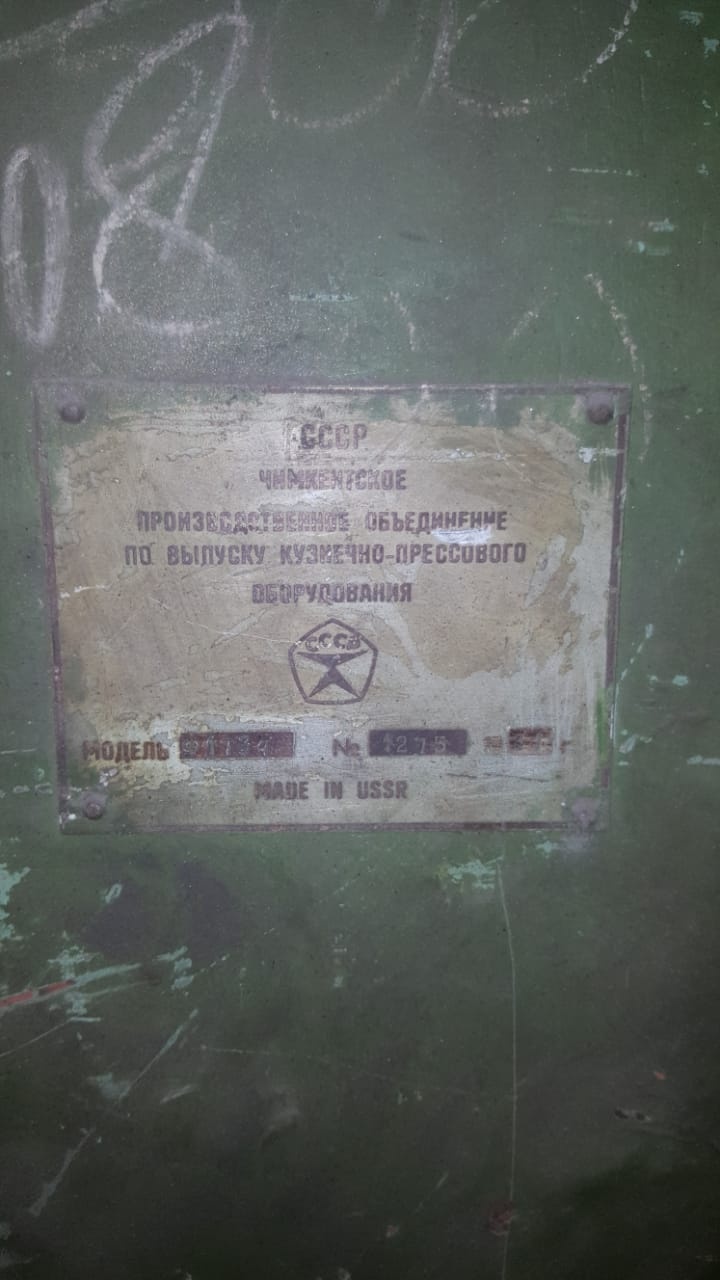 08
СССР
ЧИМКЕНТСКОЕ
ПРОИЗВОДСТВЕННОЕ ОБЪЕДИНЕНИЕ
ПО ВЫПУСКУ КУЗНЕЧНО-ПРЕССОВОГО
ОБОРУДОВАНИЯ
СССР
МОДЕЛЬ № 1275 г
MADE IN USSR